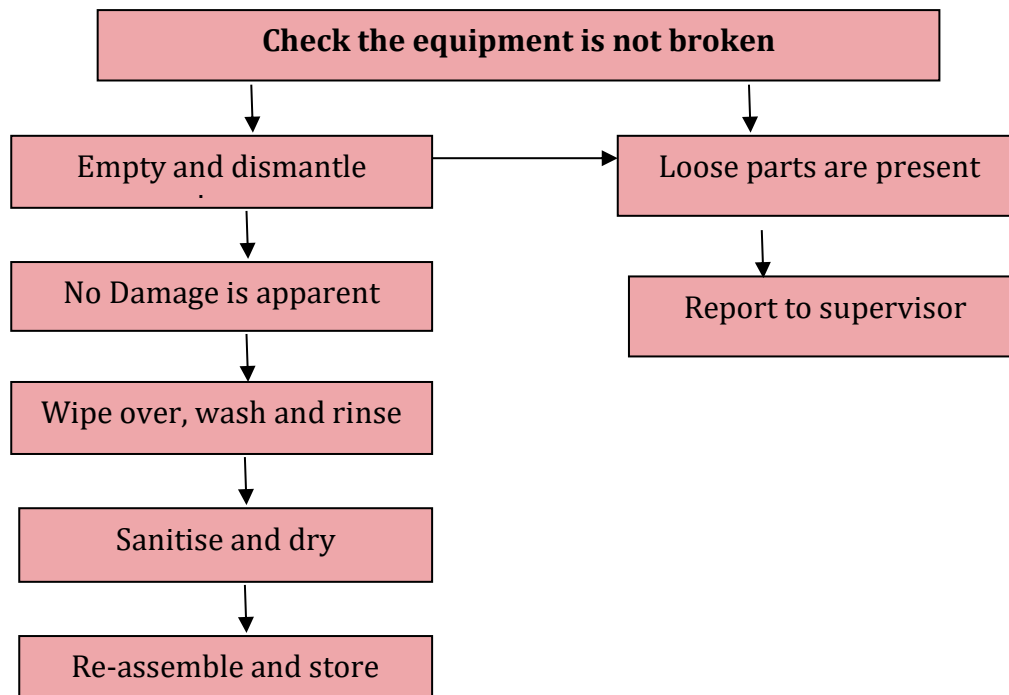 Check the equipment is not broken
Empty and dismantle
Loose parts are present
No Damage is apparent
Report to supervisor
Wipe over, wash and rinse
Sanitise and dry
Re-assemble and store